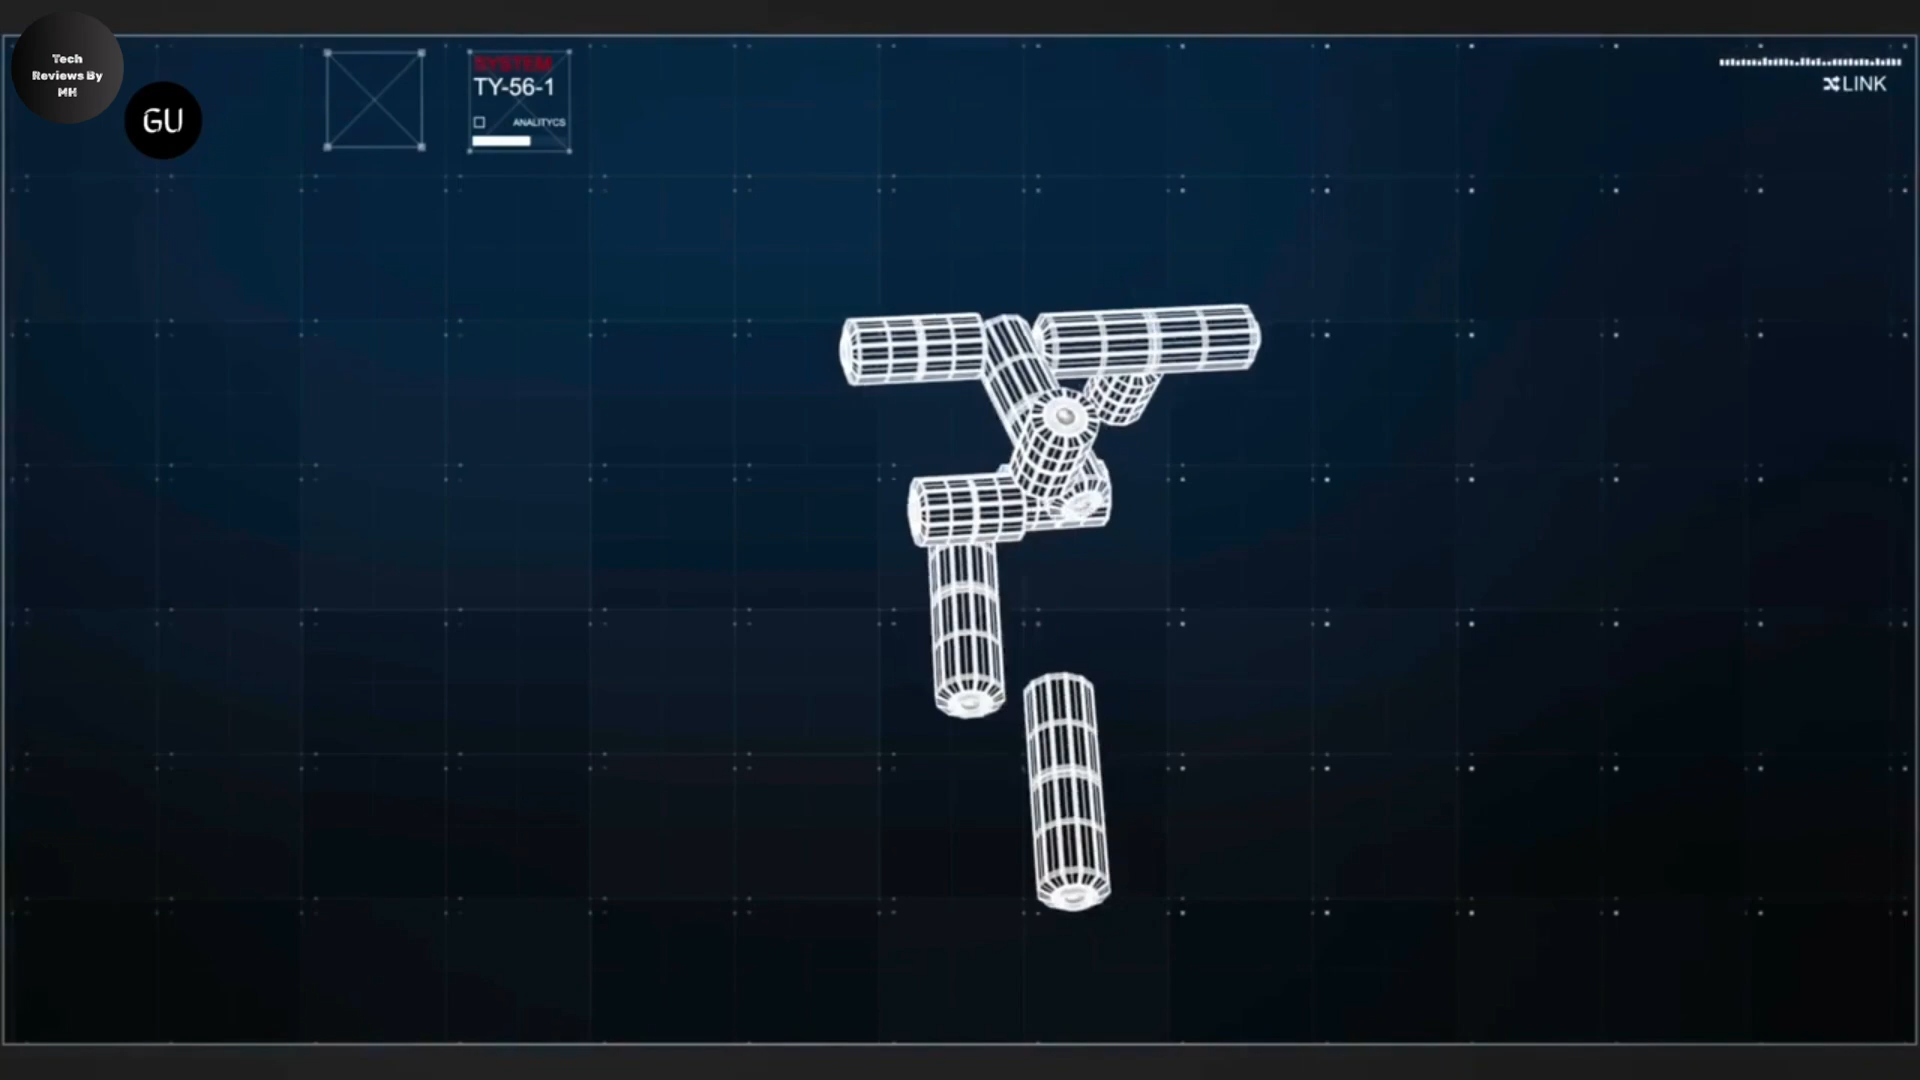 Tech
Reviews By
MH
GU
SYSTEM
TY-56-1
ANALITYCS
LINK